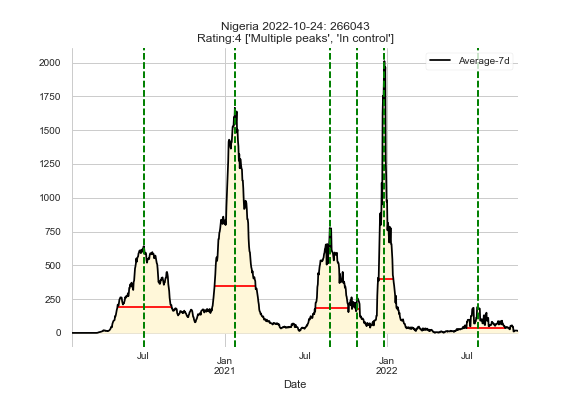 Nigeria 2022-10-24: 266043
Rating:4 ['Multiple peaks', 'In control']
Average-7d
2000
1750
1500
1250
1000
750
500
250
0
Jul
Jan
2021
Jul
Jan
2022
Jul
Date